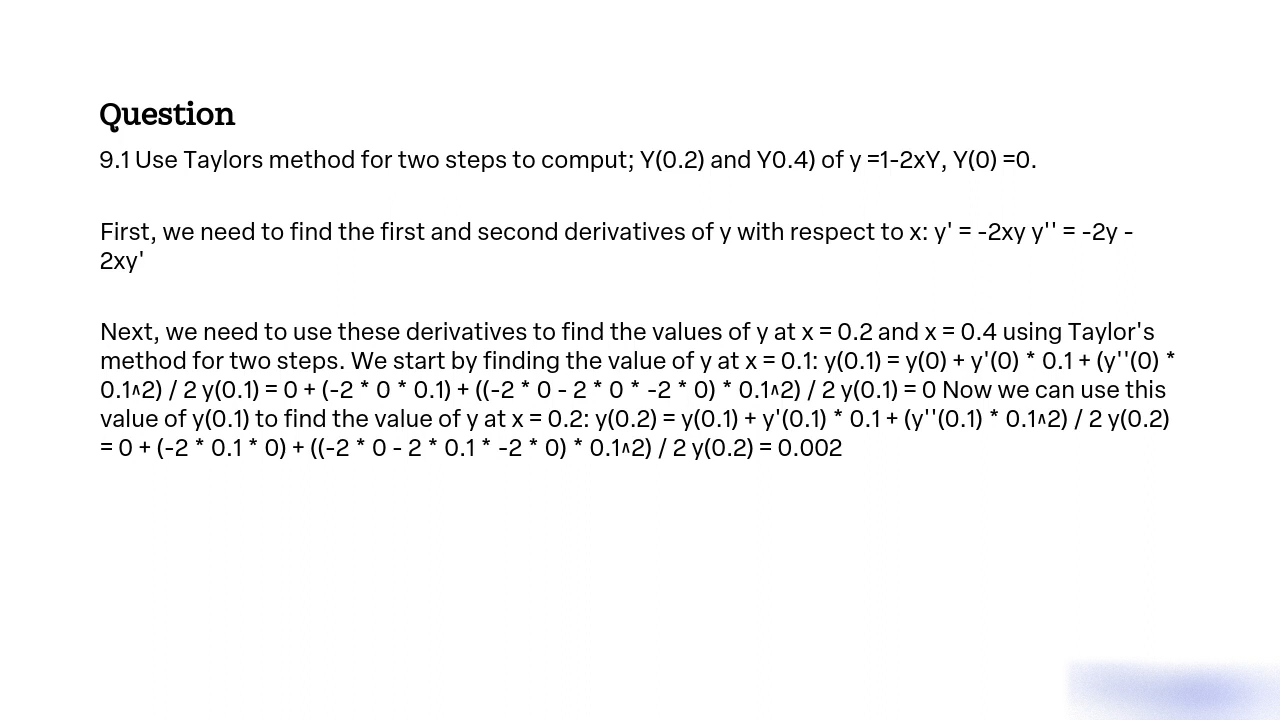 Question
9.1 Use Taylors method for two steps to comput; Y(0.2) and Y0.4) of y =1-2xY, Y(0) =0.
First, we need to find the first and second derivatives of y with respect to x: y' = -2xy y'' = -2y -
2xy'
Next, we need to use these derivatives to find the values of y at x = 0.2 and x = 0.4 using Taylor's
method for two steps. We start by finding the value of y at x = 0.1: y(0.1) = y(0) + y'(0) * 0.1 + (y''(0) *
0.1^2) / 2 y(0.1) = 0 + (-2 * 0 * 0.1) + ((-2 * 0 - 2 * 0 * -2 * 0) * 0.1^2) / 2 y(0.1) = 0 Now we can use this
value of y(0.1) to find the value of y at x = 0.2: y(0.2) = y(0.1) + y'(0.1) * 0.1 + (y''(0.1) * 0.1^2) / 2 y(0.2)
= 0 + (-2 * 0.1 * 0) + ((-2 * 0 - 2 * 0.1 * -2 * 0) * 0.1^2) / 2 y(0.2) = 0.002